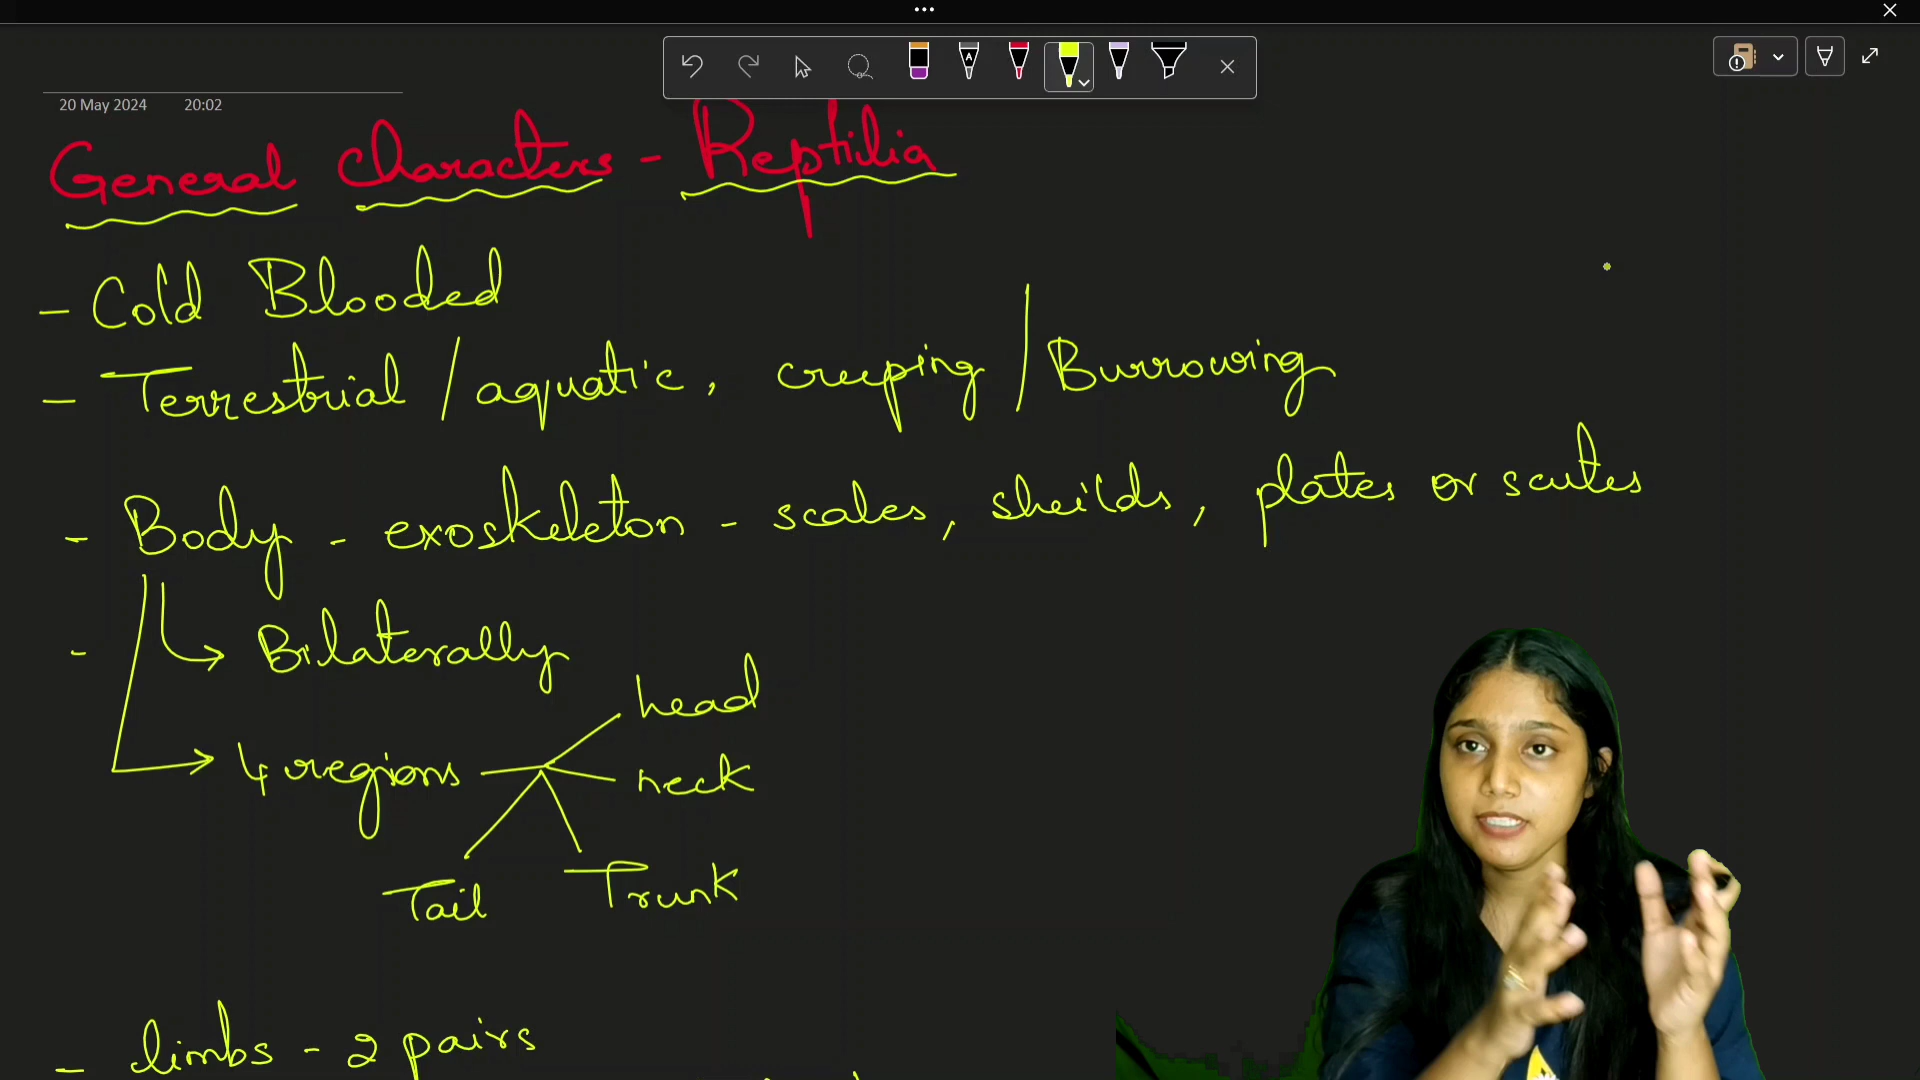 20 May 2024 20:02
General Characters - Reptilia
- Cold Blooded
- Terrestrial / aquatic, creeping / Burrowing
- Body - exoskeleton - scales, sheilds, plates or scutes
- Bilaterally
4 regions
head
neck
Tail Trunk
- limbs - 2 pairs